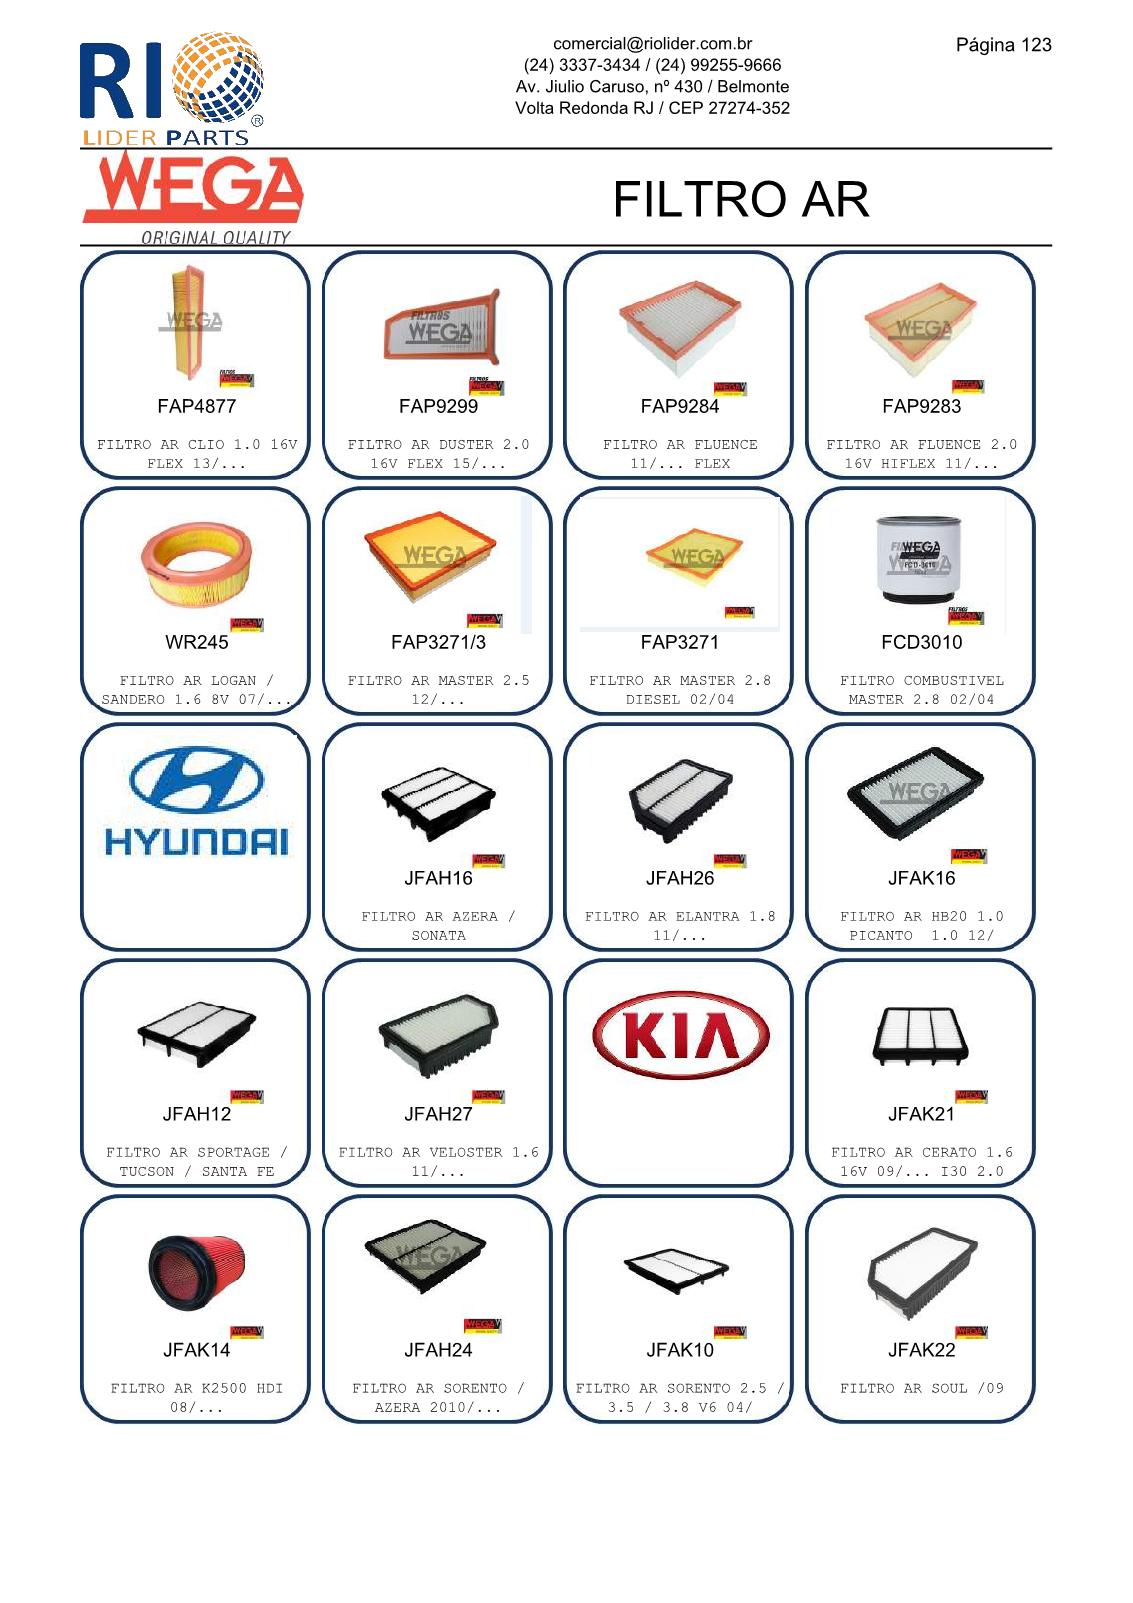 RIO
LIDER PARTS
®
comercial@riolider.com.br
(24) 3337-3434 / (24) 99255-9666
Av. Jiulio Caruso, nº 430 / Belmonte
Volta Redonda RJ / CEP 27274-352
Página 123
WEGA
ORIGINAL QUALITY
FILTRO AR
FAP4877
FILTRO AR CLIO 1.0 16V
FLEX 13/...
FAP9299
FILTRO AR DUSTER 2.0
16V FLEX 15/...
FAP9284
FILTRO AR FLUENCE
11/... FLEX
FAP9283
FILTRO AR FLUENCE 2.0
16V HIFLEX 11/...
WR245
FILTRO AR LOGAN /
SANDERO 1.6 8V 07/...
FAP3271/3
FILTRO AR MASTER 2.5
12/...
FAP3271
FILTRO AR MASTER 2.8
DIESEL 02/04
FCD3010
FILTRO COMBUSTIVEL
MASTER 2.8 02/04
HYUNDAI
JFAH16
FILTRO AR AZERA /
SONATA
JFAH26
FILTRO AR ELANTRA 1.8
11/...
JFAK16
FILTRO AR HB20 1.0
PICANTO  1.0 12/
JFAH12
FILTRO AR SPORTAGE /
TUCSON / SANTA FE
JFAH27
FILTRO AR VELOSTER 1.6
11/...
KIA
JFAK21
FILTRO AR CERATO 1.6
16V 09/... I30 2.0
JFAK14
FILTRO AR K2500 HDI
08/...
JFAH24
FILTRO AR SORENTO /
AZERA 2010/...
JFAK10
FILTRO AR SORENTO 2.5 /
3.5 / 3.8 V6 04/
JFAK22
FILTRO AR SOUL /09